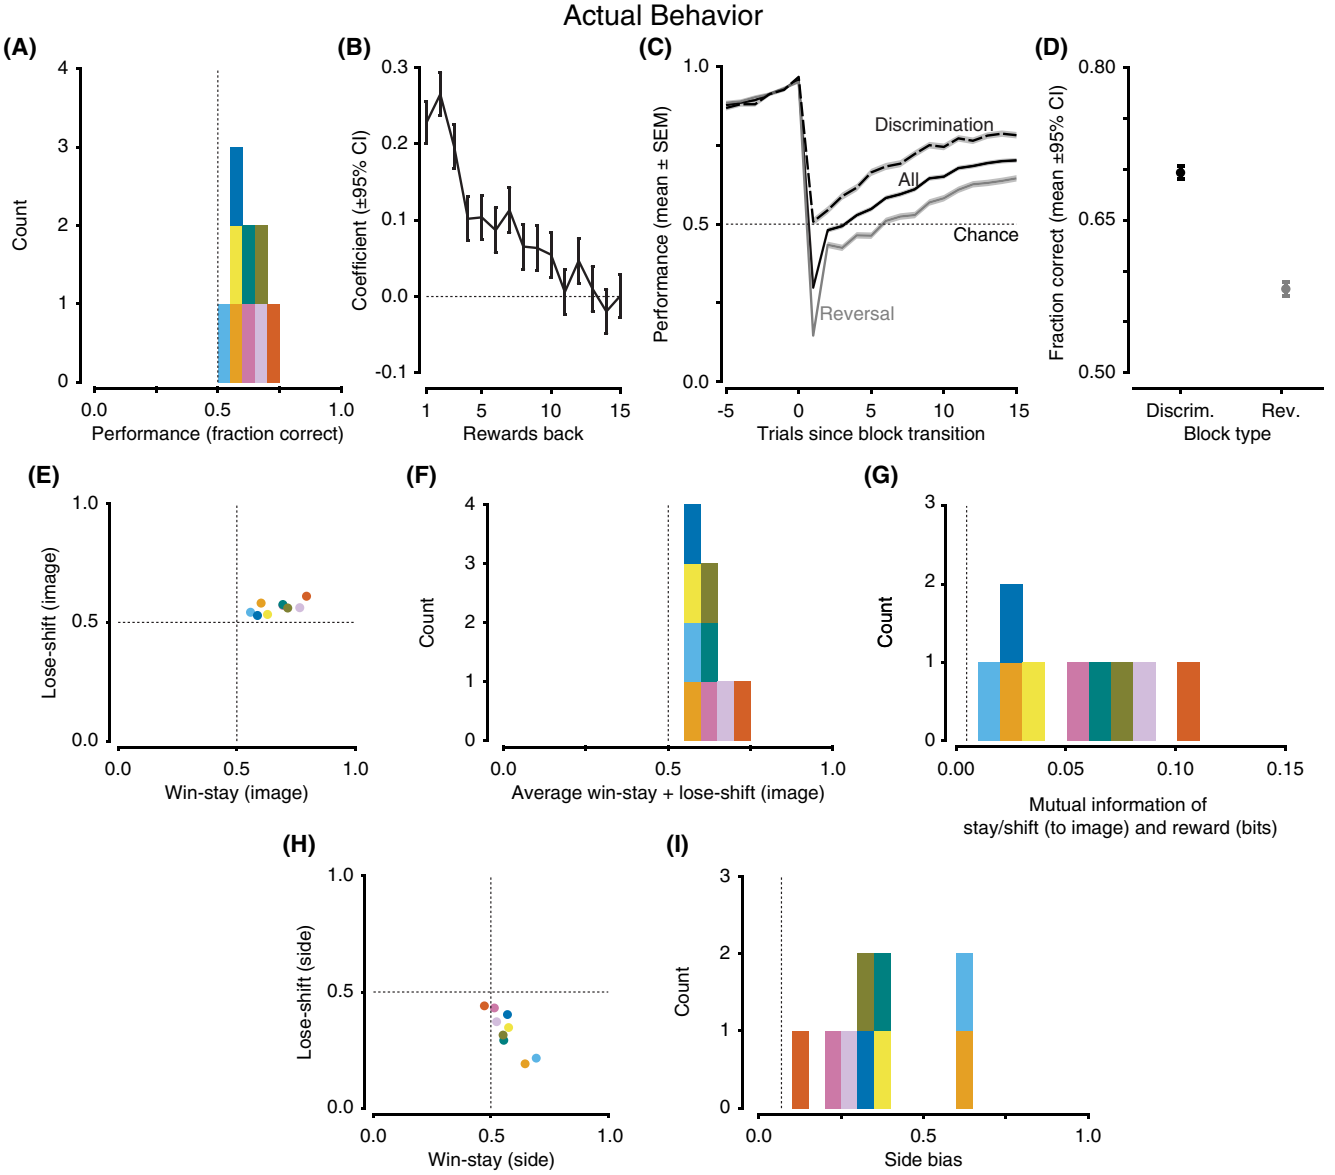 Actual Behavior
(A)
4
3
2
1
0
Count
0.0
0.5
1.0
Performance (fraction correct)
(B)
0.3
0.2
0.1
0.0
-0.1
Coefficient (±95% CI)
1
5
10
15
Rewards back
(C)
1.0
0.5
0.0
Performance (mean ± SEM)
Discrimination
All
Chance
Reversal
-5
0
5
10
15
Trials since block transition
(D)
0.80
0.65
0.50
Fraction correct (mean ±95% CI)
Discrim.
Rev.
Block type
(E)
1.0
0.5
0.0
Lose-shift (image)
0.0
0.5
1.0
Win-stay (image)
(F)
4
3
2
1
0
Count
0.0
0.5
1.0
Average win-stay + lose-shift (image)
(G)
3
2
1
0
Count
0.00
0.05
0.10
0.15
Mutual information of
stay/shift (to image) and reward (bits)
(H)
1.0
0.5
0.0
Lose-shift (side)
0.0
0.5
1.0
Win-stay (side)
(I)
3
2
1
0
Count
0.0
0.5
1.0
Side bias